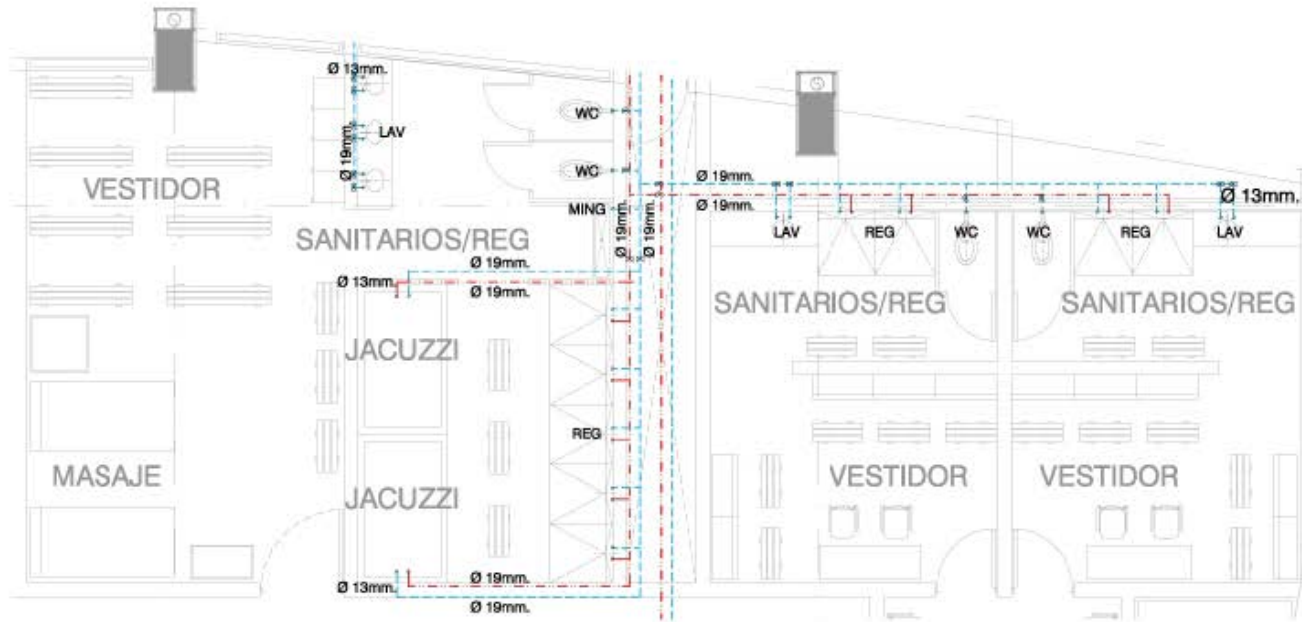 Ø 13mm.
WC
LAV
Ø 19mm.
WC
VESTIDOR
Ø 19mm.
Ø 19mm.
Ø 13mm.
MING
Ø 19mm.
Ø 19mm.
LAV
REG
WC
WC
REG
LAV
SANITARIOS/REG
Ø 19mm.
Ø 13mm.
Ø 19mm.
SANITARIOS/REG
SANITARIOS/REG
JACUZZI
REG
MASAJE
VESTIDOR
VESTIDOR
JACUZZI
Ø 19mm.
Ø 13mm.
Ø 19mm.